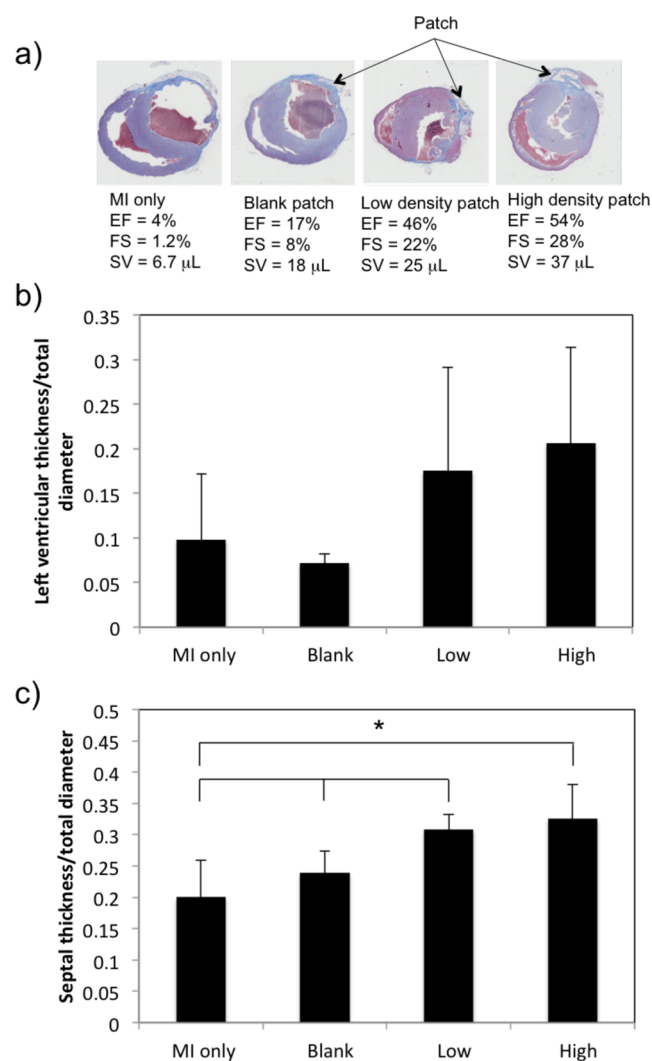 Patch
a)
MI only
EF = 4%
FS = 1.2%
SV = 6.7 μL
Blank patch
EF = 17%
FS = 8%
SV = 18 μL
Low density patch
EF = 46%
FS = 22%
SV = 25 μL
High density patch
EF = 54%
FS = 28%
SV = 37 μL
b)
Left ventricular thickness/total
diameter
0.35
0.3
0.25
0.2
0.15
0.1
0.05
0
MI only
Blank
Low
High
c)
Septal thickness/total diameter
0.5
0.45
0.4
0.35
0.3
0.25
0.2
0.15
0.1
0.05
0
*
MI only
Blank
Low
High